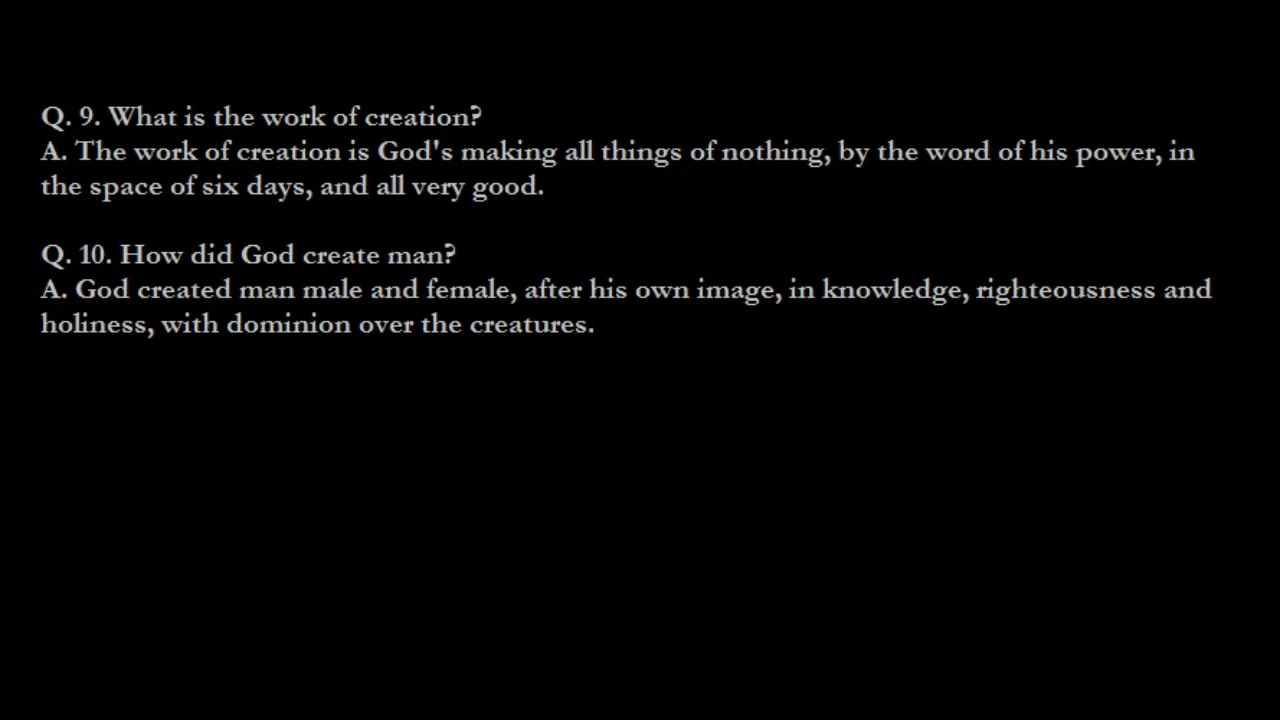 Q. 9. What is the work of creation?
A. The work of creation is God's making all things of nothing, by the word of his power, in
the space of six days, and all very good.
Q. 10. How did God create man?
A. God created man male and female, after his own image, in knowledge, righteousness and
holiness, with dominion over the creatures.